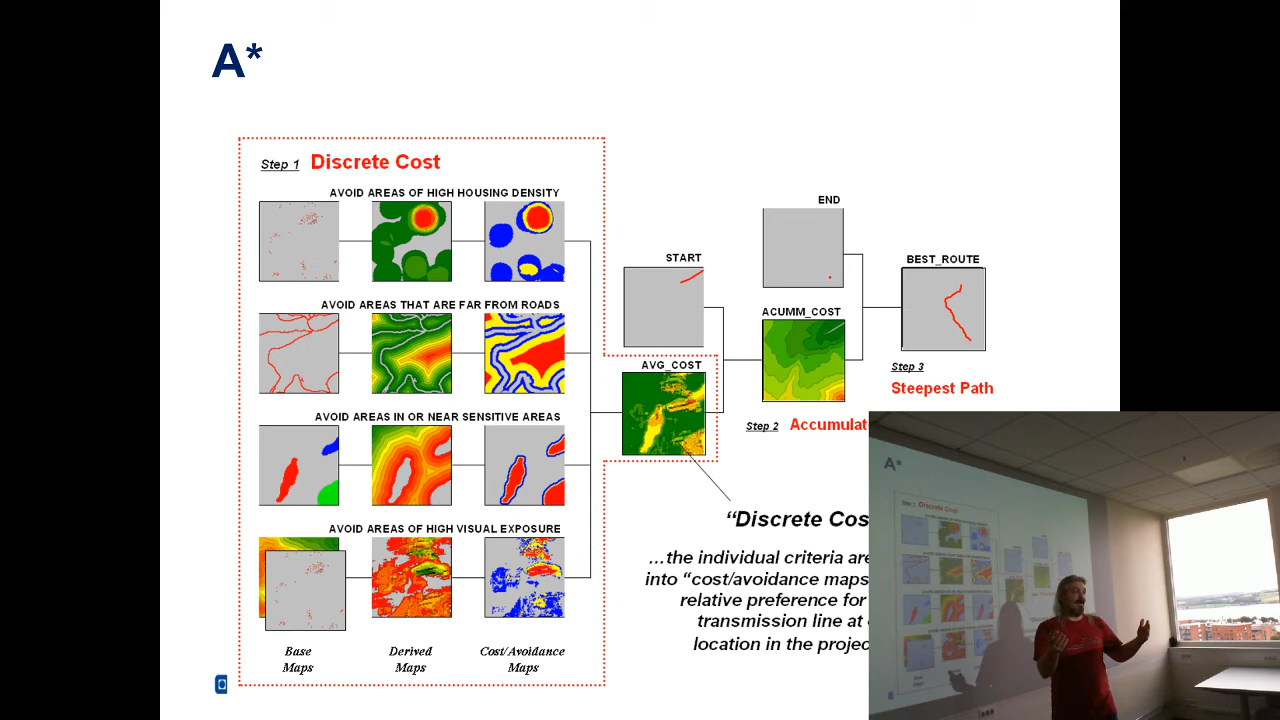 A*
Step 1 Discrete Cost
AVOID AREAS OF HIGH HOUSING DENSITY
AVOID AREAS THAT ARE FAR FROM ROADS
AVOID AREAS IN OR NEAR SENSITIVE AREAS
AVOID AREAS OF HIGH VISUAL EXPOSURE
Base
Maps
Derived
Maps
Cost/Avoidance
Maps
START
AVG_COST
END
ACUMM_COST
Step 2 Accumulat
BEST_ROUTE
Step 3
Steepest Path
“Discrete Cos
…the individual criteria are
into “cost/avoidance maps
relative preference for
transmission line at
location in the projec
A*
Discrete Cost